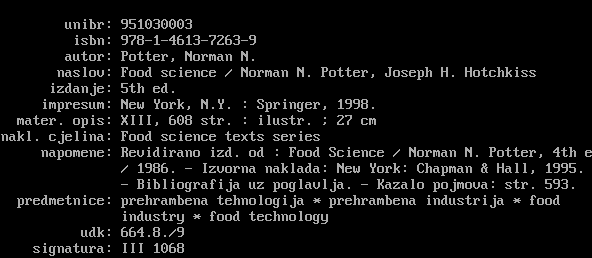 unibr: 951030003
isbn: 978-1-4613-7263-9
autor: Potter, Norman N.
naslov: Food science / Norman N. Potter, Joseph H. Hotchkiss
izdanje: 5th ed.
impresum: New York, N.Y. : Springer, 1998.
mater. opis: XIII, 608 str. : ilustr. ; 27 cm
nakl. cjelina: Food science texts series
napomene: Revidirano izd. od : Food Science / Norman N. Potter, 4th e
/ 1986. - Izvorna naklada: New York: Chapman & Hall, 1995.
- Bibliografija uz poglavlja. - Kazalo pojmova: str. 593.
predmetnice: prehrambena tehnologija * prehrambena industrija * food
industry * food technology
udk: 664.8./9
signatura: III 1068